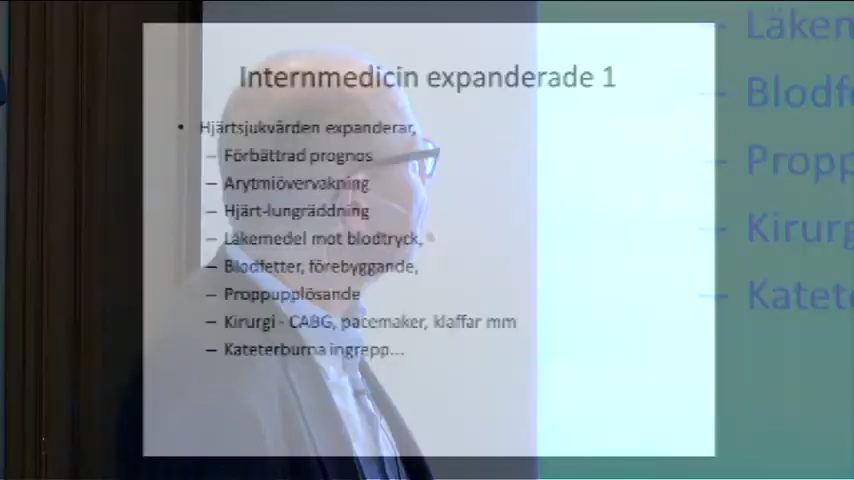 Internmedicin expanderade 1
• Hjärtsjukvården expanderar,
– Förbättrad prognos
– Arytmiövervakning
– Hjärt-lungräddning
– Läkemedel mot blodtryck,
– Blodfetter, förebyggande,
– Proppupplösande
– Kirurgi - CABG, pacemaker, klaffar mm
– Kateterburna ingrepp...
– Läkem
– Blodfe
– Propp
– Kirurg
– Katete